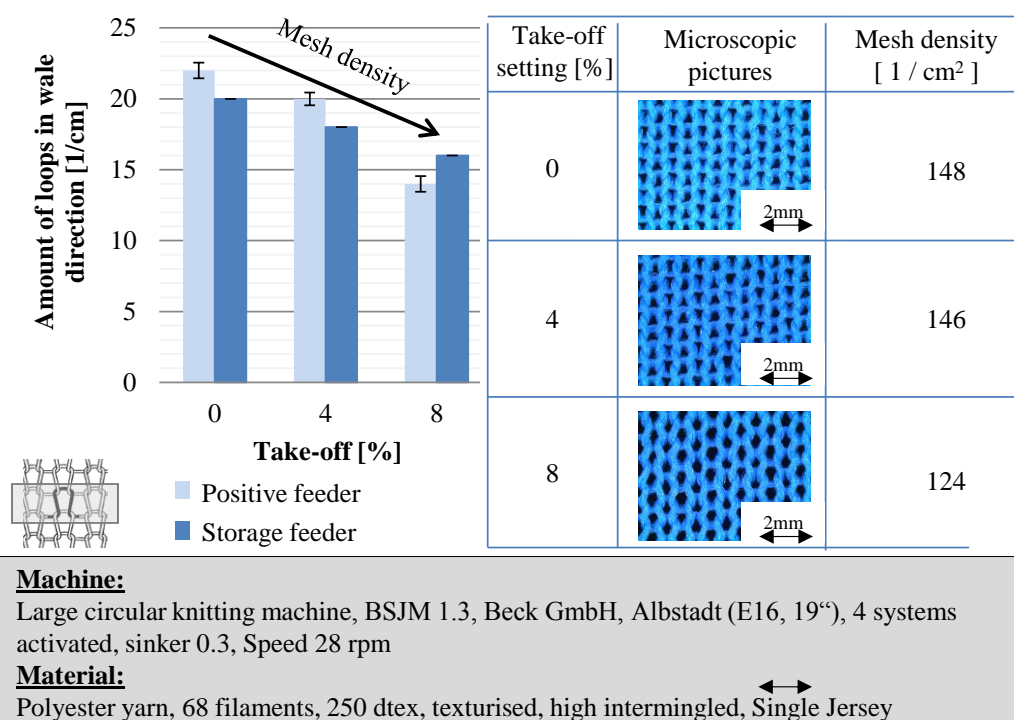 25
20
15
10
5
0
Amount of loops in wale
direction [1/cm]
Mesh density
0 4 8
Take-off [%]
Positive feeder
Storage feeder
Take-off
setting [%]
Microscopic
pictures
Mesh density
[ 1 / cm² ]
0
2mm
148
4
2mm
146
8
2mm
124
Machine:
Large circular knitting machine, BSJM 1.3, Beck GmbH, Albstadt (E16, 19“), 4 systems
activated, sinker 0.3, Speed 28 rpm
Material:
Polyester yarn, 68 filaments, 250 dtex, texturised, high intermingled, Single Jersey